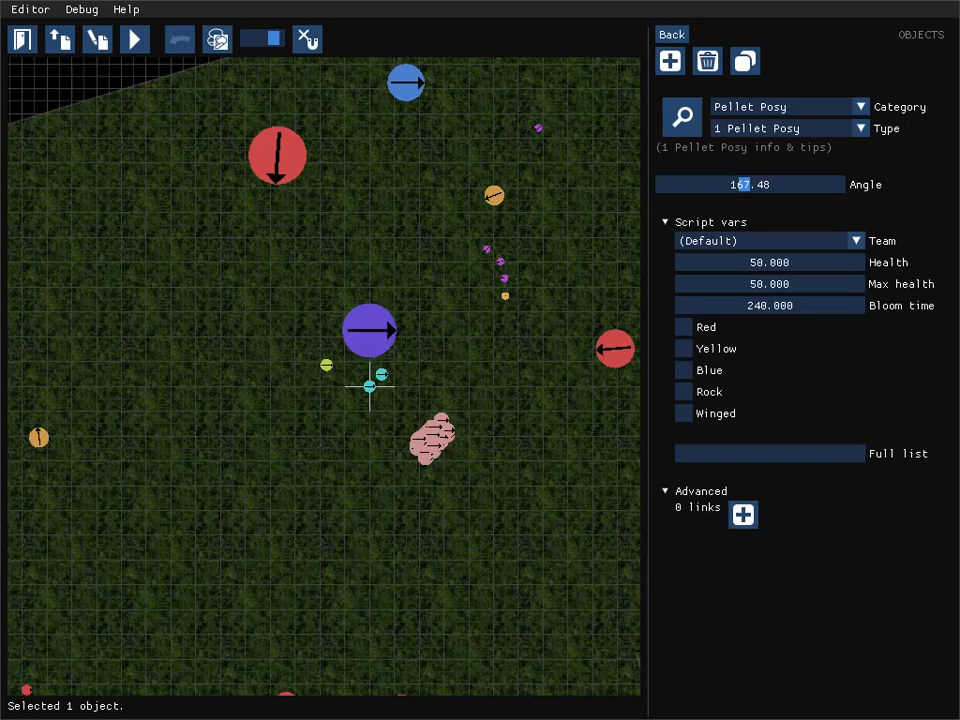 Editor Debug Help
Back OBJECTS
Pellet Posy Category
1 Pellet Posy Type
(1 Pellet Posy info & tips)
167.48 Angle
Script vars
(Default) Team
50.000 Health
50.000 Max health
240.000 Bloom time
Red
Yellow
Blue
Rock
Winged
Full list
Advanced
0 links
Selected 1 object.